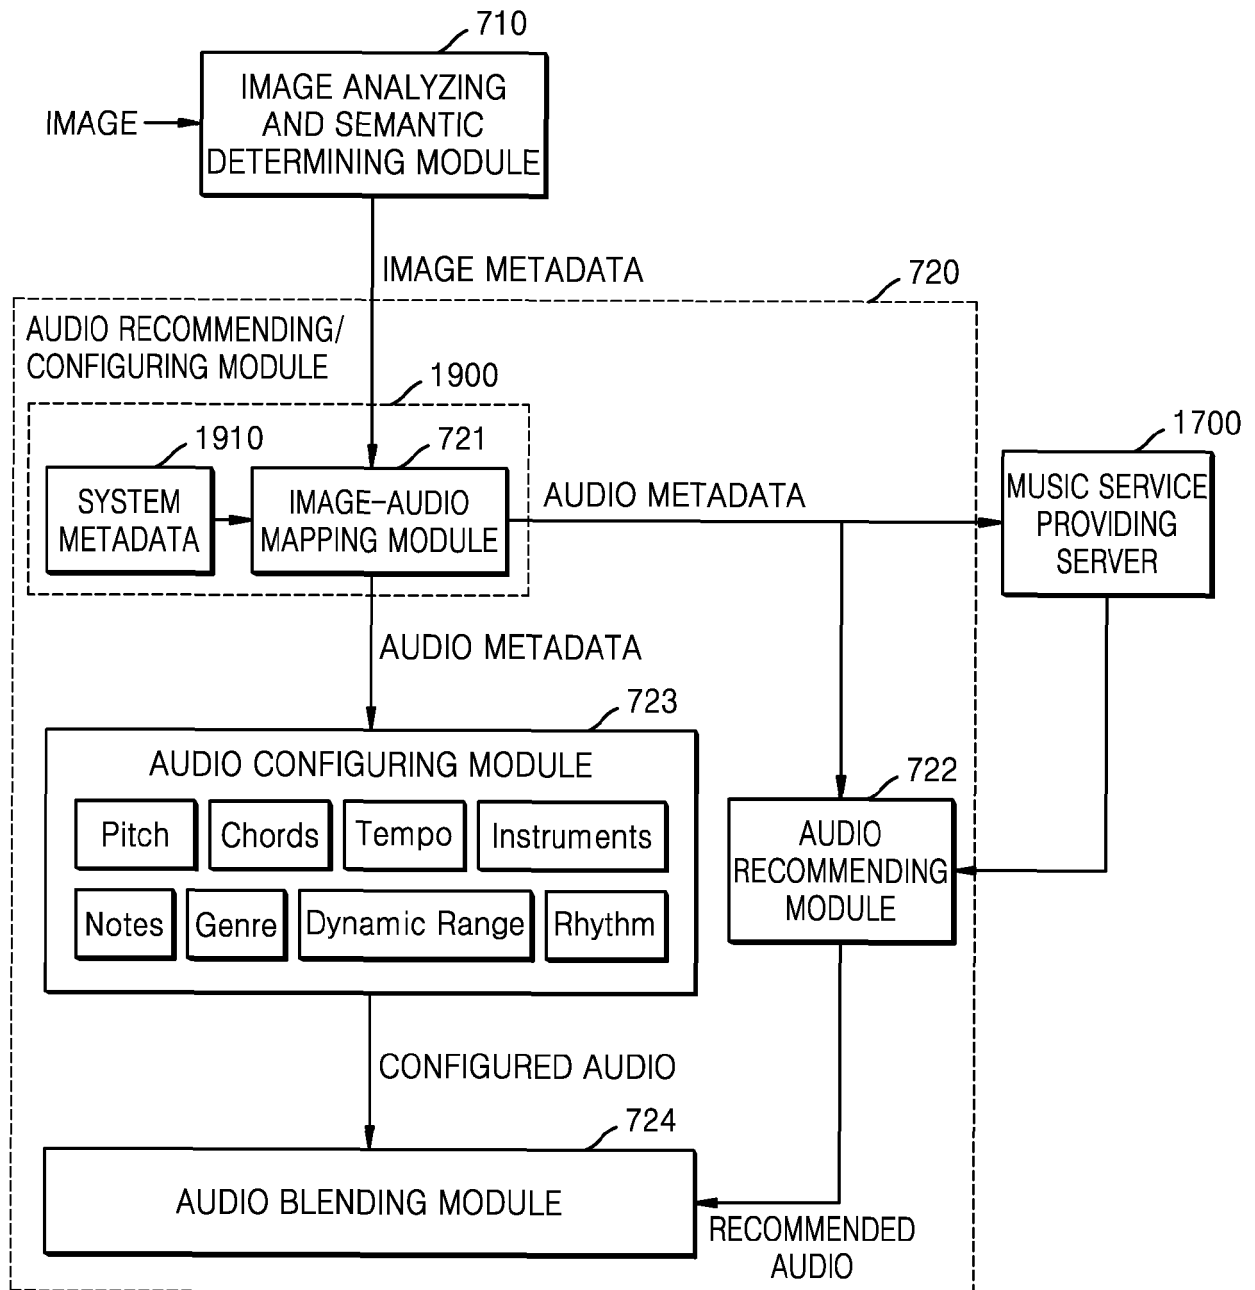 710
IMAGE ANALYZING
AND SEMANTIC
DETERMINING MODULE
IMAGE
IMAGE METADATA
720
AUDIO RECOMMENDING/
CONFIGURING MODULE
1900
1910
721
1700
SYSTEM
METADATA
IMAGE-AUDIO
MAPPING MODULE
AUDIO METADATA
MUSIC SERVICE
PROVIDING
SERVER
AUDIO METADATA
723
AUDIO CONFIGURING MODULE
Pitch
Chords
Tempo
Instruments
Notes
Genre
Dynamic Range
Rhythm
722
AUDIO
RECOMMENDING
MODULE
CONFIGURED AUDIO
724
AUDIO BLENDING MODULE
RECOMMENDED
AUDIO